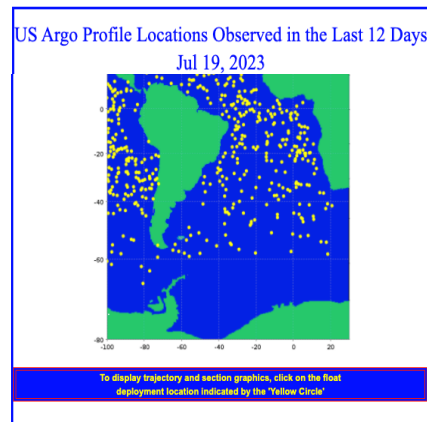 US Argo Profile Locations Observed in the Last 12 Days
Jul 19, 2023
0
-20
-40
-60
-80
-100 -80 -60 -40 -20 0 20
To display trajectory and section graphics, click on the float
deployment location indicated by the 'Yellow Circle'